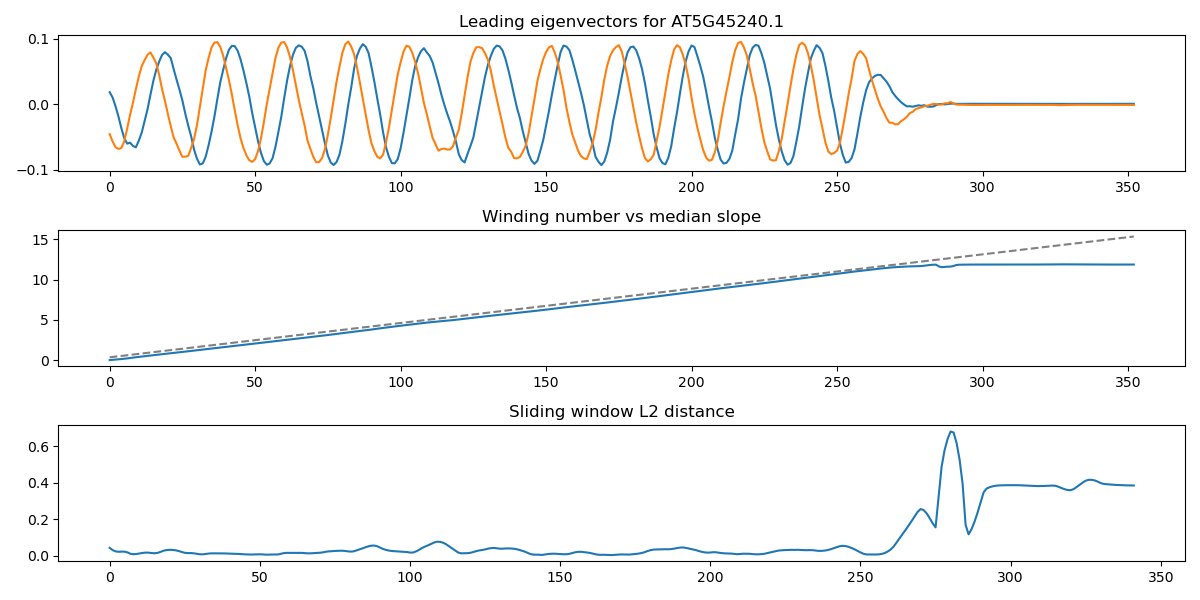 Leading eigenvectors for AT5G45240.1
0.1
0.0
−0.1
0 50 100 150 200 250 300 350
Winding number vs median slope
15
10
5
0
0 50 100 150 200 250 300 350
Sliding window L2 distance
0.6
0.4
0.2
0.0
0 50 100 150 200 250 300 350